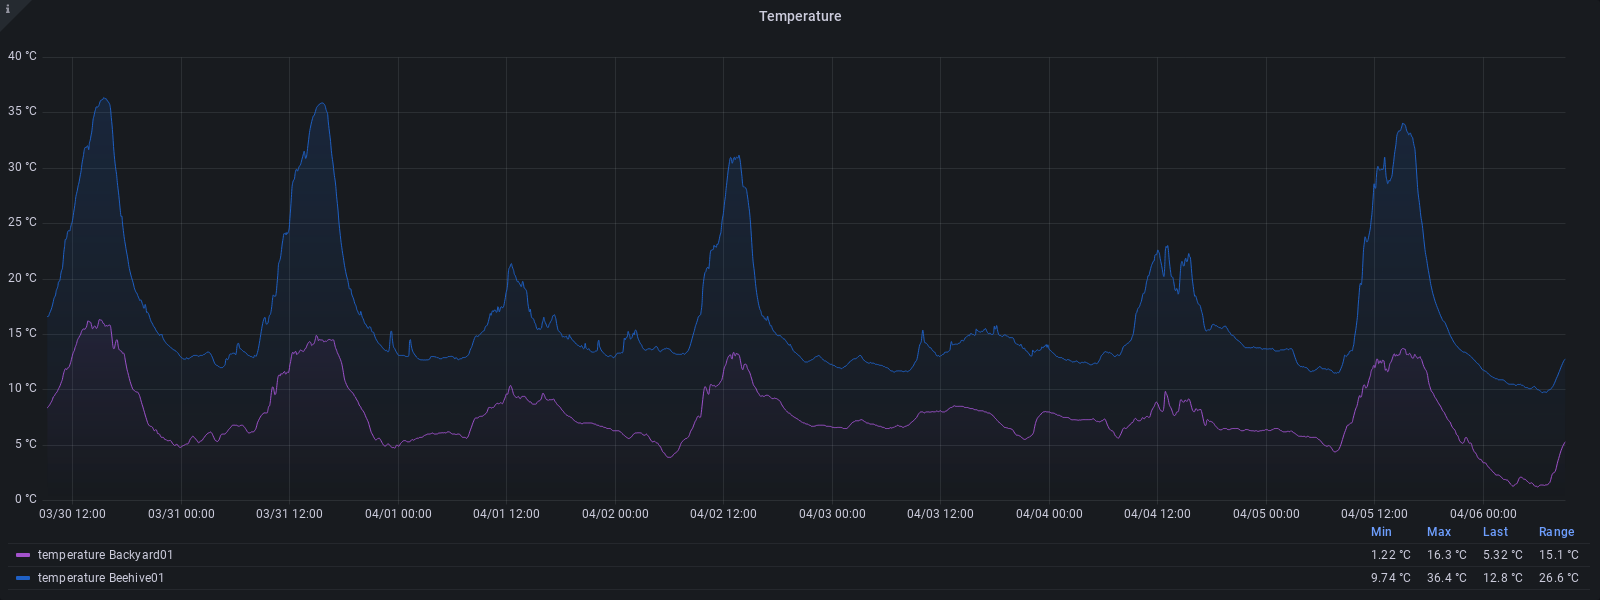 i
Temperature
40 °C
35 °C
30 °C
25 °C
20 °C
15 °C
10 °C
5 °C
0 °C
03/30 12:00 03/31 00:00 03/31 12:00 04/01 00:00 04/01 12:00 04/02 00:00 04/02 12:00 04/03 00:00 04/03 12:00 04/04 00:00 04/04 12:00 04/05 00:00 04/05 12:00 04/06 00:00
Min Max Last Range
temperature Backyard01 1.22 °C 16.3 °C 5.32 °C 15.1 °C
temperature Beehive01 9.74 °C 36.4 °C 12.8 °C 26.6 °C